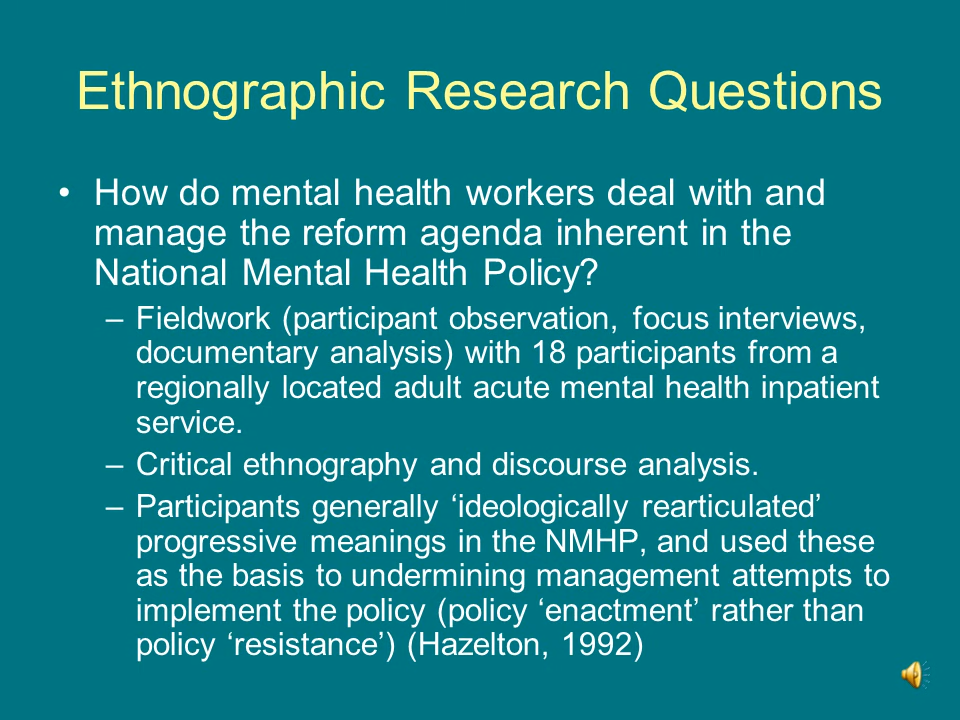 Ethnographic Research Questions
• How do mental health workers deal with and
manage the reform agenda inherent in the
National Mental Health Policy?
– Fieldwork (participant observation, focus interviews,
documentary analysis) with 18 participants from a
regionally located adult acute mental health inpatient
service.
– Critical ethnography and discourse analysis.
– Participants generally ‘ideologically rearticulated’
progressive meanings in the NMHP, and used these
as the basis to undermining management attempts to
implement the policy (policy ‘enactment’ rather than
policy ‘resistance’) (Hazelton, 1992)